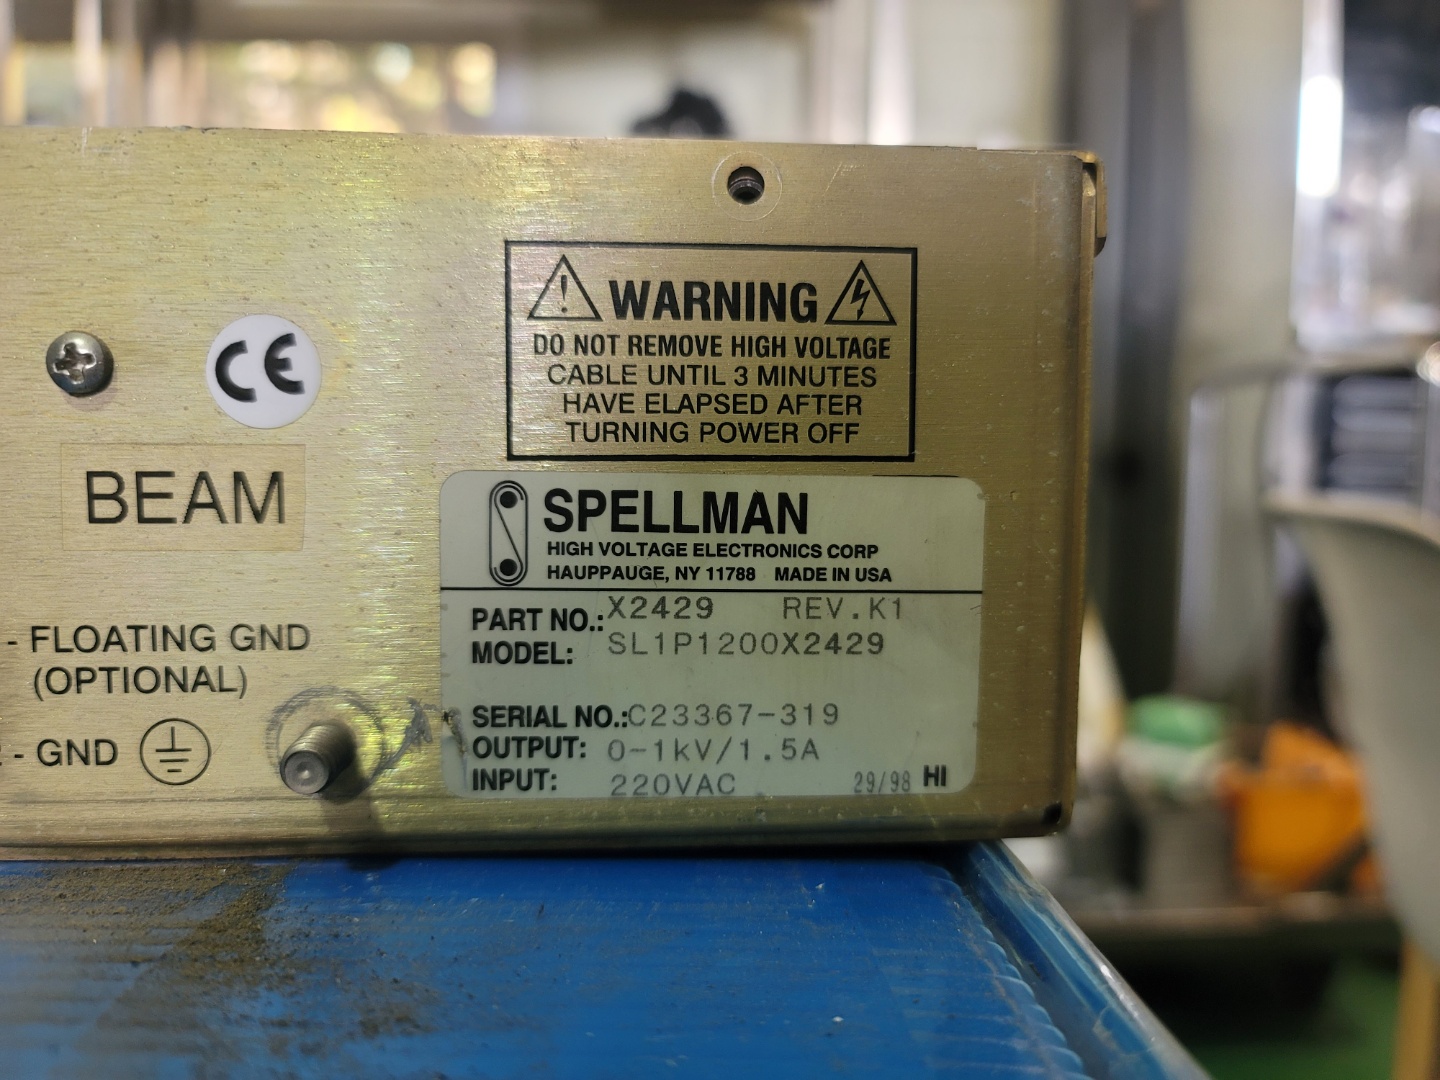 WARNING
DO NOT REMOVE HIGH VOLTAGE
CABLE UNTIL 3 MINUTES
HAVE ELAPSED AFTER
TURNING POWER OFF
CE
BEAM
- FLOATING GND
(OPTIONAL)
- GND
SPELLMAN
HIGH VOLTAGE ELECTRONICS CORP
HAUPPAUGE, NY 11788 MADE IN USA
PART NO.: X2429 REV.K1
MODEL: SL1P1200X2429
SERIAL NO.: C23367-319
OUTPUT: 0-1kV/1.5A
INPUT: 220VAC 29/98 HI